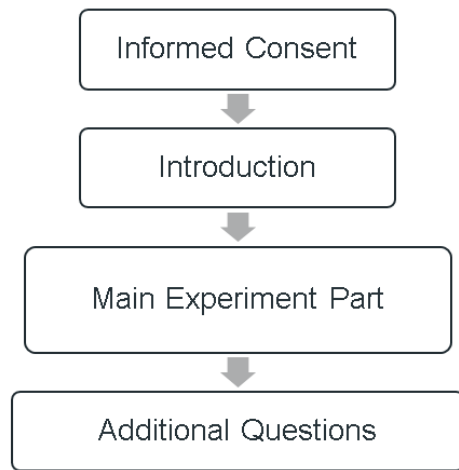 Informed Consent
Introduction
Main Experiment Part
Additional Questions